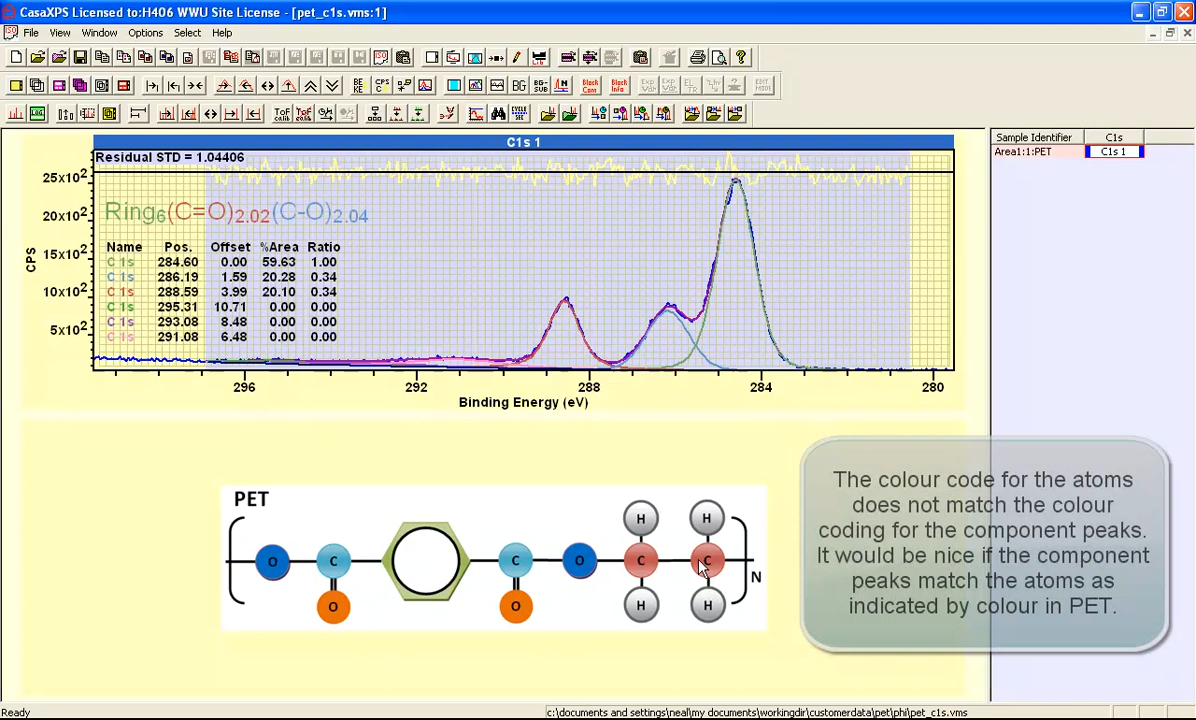 CasaXPS Licensed to:H406 WWU Site License - [pet_c1s.vms:1]
File View Window Options Select Help
C1s 1
Residual STD = 1.04406
Ring6(C=O)2.02(C-O)2.04
Name Pos. Offset %Area Ratio
C 1s 284.60 0.00 59.63 1.00
C 1s 286.19 1.59 20.28 0.34
C 1s 288.59 3.99 20.10 0.34
C 1s 295.31 10.71 0.00 0.00
C 1s 293.08 8.48 0.00 0.00
C 1s 291.08 6.48 0.00 0.00
CPS
25x102
20x102
15x102
10x102
5x102
296 292 288 284 280
Binding Energy (eV)
Sample Identifier C1s
Area1:1:PET C1s 1
PET
H H
O C C O C C
O O H H
N
The colour code for the atoms
does not match the colour
coding for the component peaks.
It would be nice if the component
peaks match the atoms as
indicated by colour in PET.
Ready
c:\documents and settings\neal\my documents\workingdir\customerdata\pet\phi\pet_c1s.vms